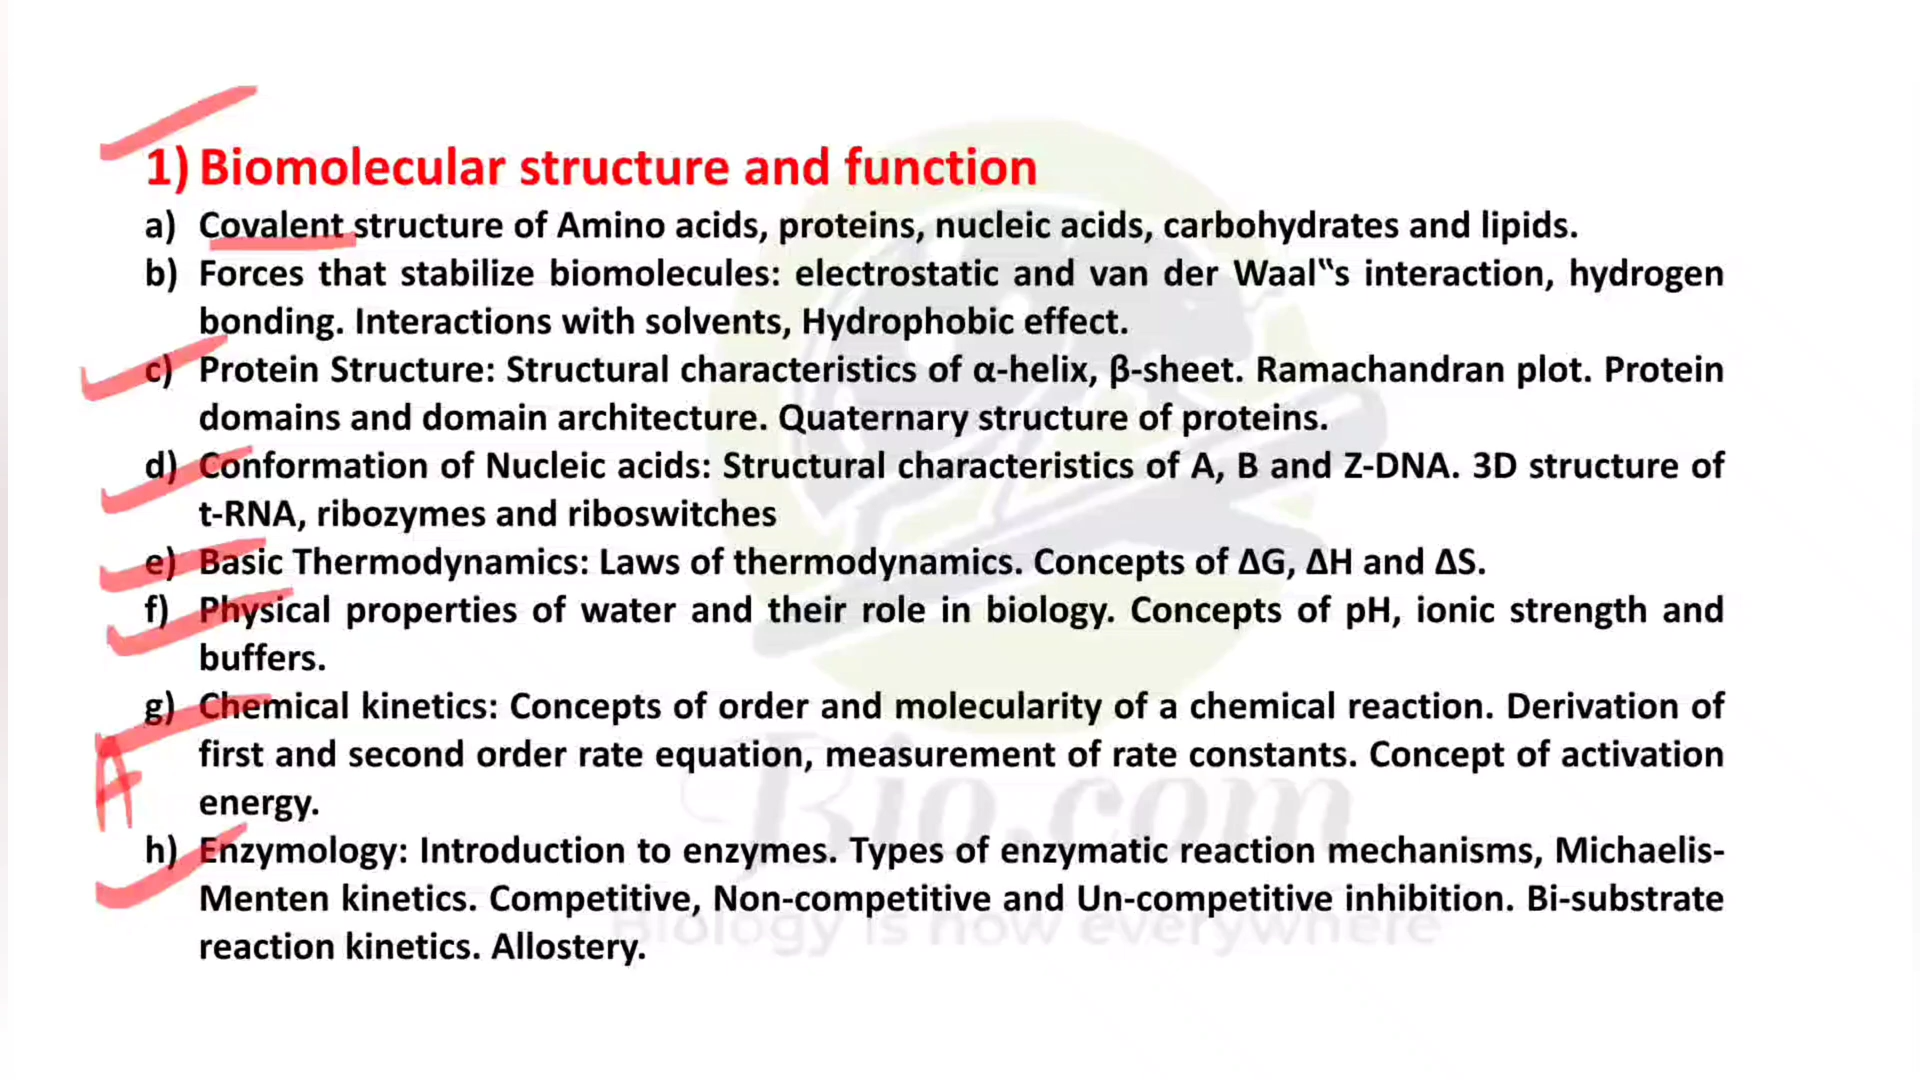 1) Biomolecular structure and function
a) Covalent structure of Amino acids, proteins, nucleic acids, carbohydrates and lipids.
b) Forces that stabilize biomolecules: electrostatic and van der Waal‟s interaction, hydrogen
bonding. Interactions with solvents, Hydrophobic effect.
c) Protein Structure: Structural characteristics of α-helix, β-sheet. Ramachandran plot. Protein
domains and domain architecture. Quaternary structure of proteins.
d) Conformation of Nucleic acids: Structural characteristics of A, B and Z-DNA. 3D structure of
t-RNA, ribozymes and riboswitches
e) Basic Thermodynamics: Laws of thermodynamics. Concepts of ΔG, ΔH and ΔS.
f) Physical properties of water and their role in biology. Concepts of pH, ionic strength and
buffers.
g) Chemical kinetics: Concepts of order and molecularity of a chemical reaction. Derivation of
first and second order rate equation, measurement of rate constants. Concept of activation
energy.
A
h) Enzymology: Introduction to enzymes. Types of enzymatic reaction mechanisms, Michaelis-
Menten kinetics. Competitive, Non-competitive and Un-competitive inhibition. Bi-substrate
reaction kinetics. Allostery.
Bio.com
Biology is now everywhere